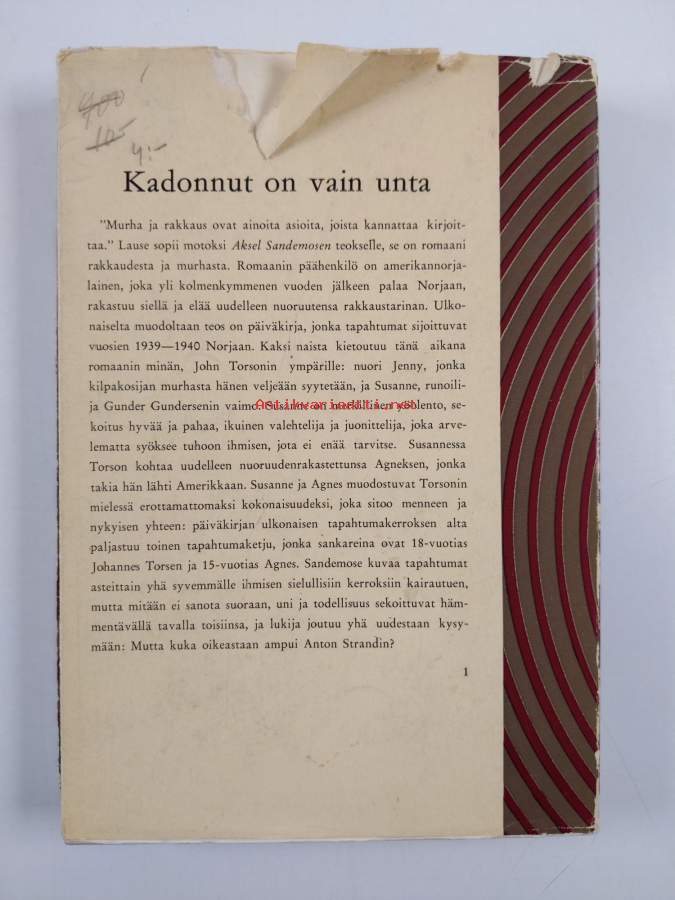 400
10-
4:-
Kadonnut on vain unta
"Murha ja rakkaus ovat ainoita asioita, joista kannattaa kirjoit-
taa." Lause sopii motoksi Aksel Sandemosen teokselle, se on romaani
rakkaudesta ja murhasta. Romaanin päähenkilö on amerikannorja-
lainen, joka yli kolmenkymmenen vuoden jälkeen palaa Norjaan,
rakastuu siellä ja elää uudelleen nuoruutensa rakkaustarinan. Ulko-
naiselta muodoltaan teos on päiväkirja, jonka tapahtumat sijoittuvat
vuosien 1939—1940 Norjaan. Kaksi naista kietoutuu tänä aikana
romaanin minän, John Torsonin ympärille: nuori Jenny, jonka
kilpakosijan murhasta hänen veljeään syytetään, ja Susanne, runoili-
ja Gunder Gundersenin vaimo. Susanne on merkillinen yöolento, se-
koitus hyvää ja pahaa, ikuinen valehtelija ja juonittelija, joka arve-
lematta syöksee tuhoon ihmisen, jota ei enää tarvitse. Susannessa
Torson kohtaa uudelleen nuoruudenrakastettunsa Agneksen, jonka
takia hän lähti Amerikkaan. Susanne ja Agnes muodostuvat Torsonin
mielessä erottamattomaksi kokonaisuudeksi, joka sitoo menneen ja
nykyisen yhteen: päiväkirjan ulkonaisen tapahtumakerroksen alta
paljastuu toinen tapahtumaketju, jonka sankareina ovat 18-vuotias
Johannes Torsen ja 15-vuotias Agnes. Sandemose kuvaa tapahtumat
asteittain yhä syvemmälle ihmisen sielullisiin kerroksiin kairautuen,
mutta mitään ei sanota suoraan, uni ja todellisuus sekoittuvat häm-
mentävällä tavalla toisiinsa, ja lukija joutuu yhä uudestaan kysy-
mään: Mutta kuka oikeastaan ampui Anton Strandin?
1